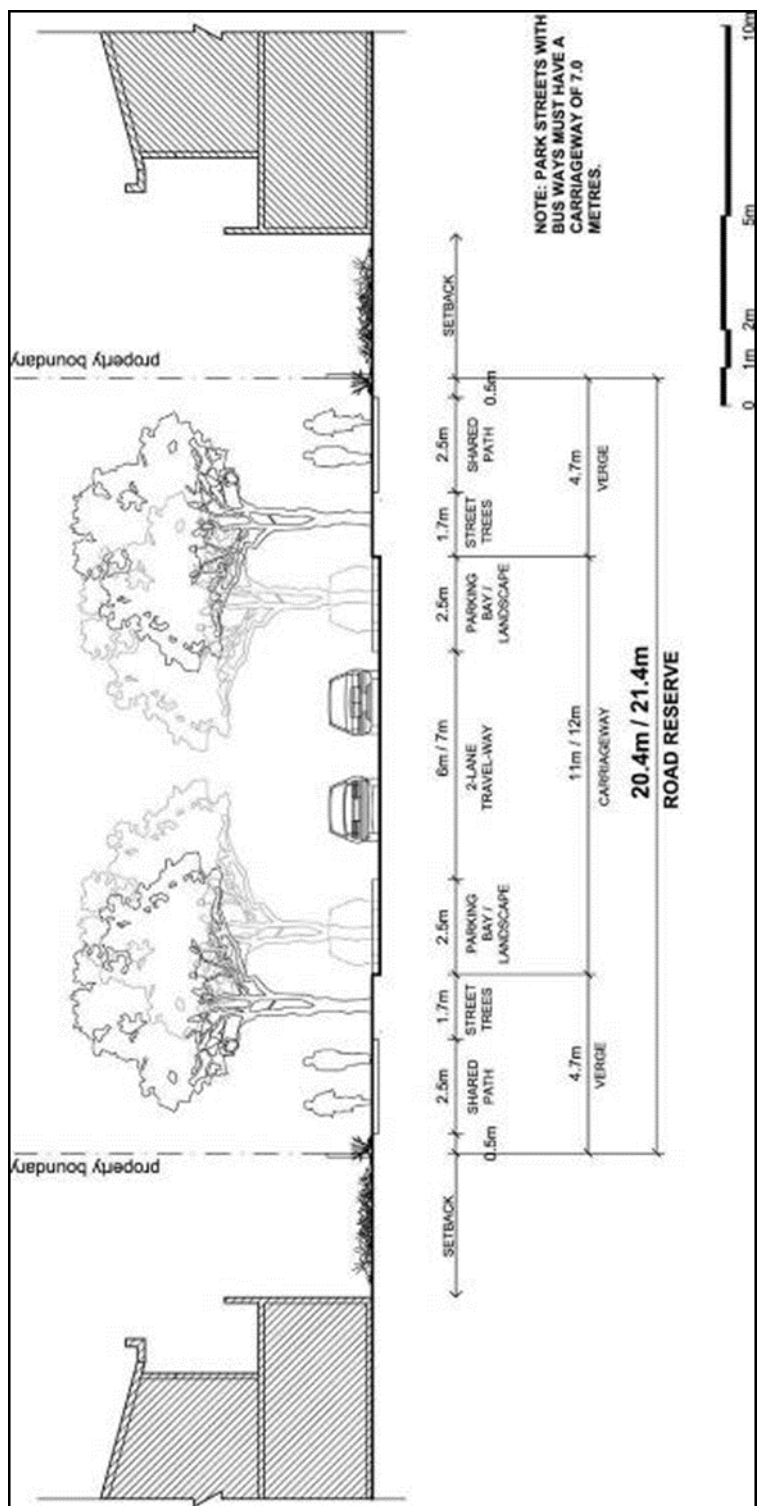 property boundary
property boundary
SETBACK
0.5m
2.5m
SHARED
PATH
1.7m
STREET
TREES
2.5m
PARKING
BAY /
LANDSCAPE
6m / 7m
2-LANE
TRAVEL-WAY
2.5m
PARKING
BAY /
LANDSCAPE
1.7m
STREET
TREES
2.5m
SHARED
PATH
0.5m
SETBACK
4.7m
VERGE
11m / 12m
CARRIAGEWAY
4.7m
VERGE
20.4m / 21.4m
ROAD RESERVE
NOTE: PARK STREETS WITH
BUS WAYS MUST HAVE A
CARRIAGEWAY OF 7.0
METRES.
0 1m 2m 5m 10m